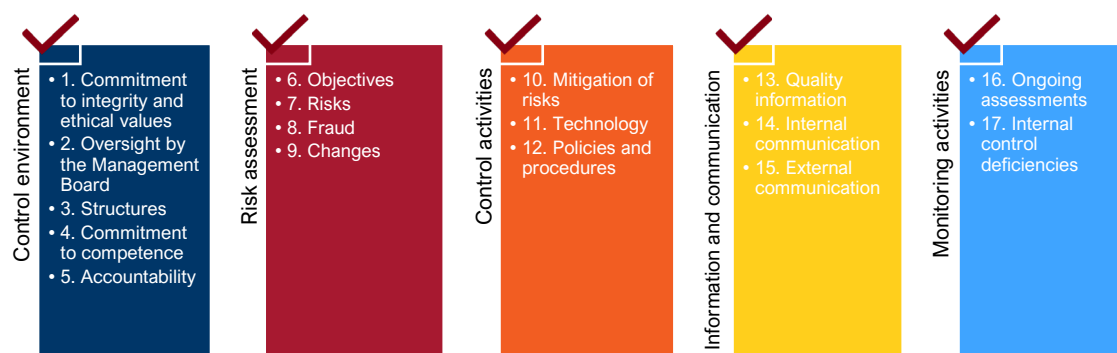 Control environment
• 1. Commitment
to integrity and
ethical values
• 2. Oversight by
the Management
Board
• 3. Structures
• 4. Commitment
to competence
• 5. Accountability
Risk assessment
• 6. Objectives
• 7. Risks
• 8. Fraud
• 9. Changes
Control activities
• 10. Mitigation of
risks
• 11. Technology
• 12. Policies and
procedures
Information and communication
• 13. Quality
information
• 14. Internal
communication
• 15. External
communication
Monitoring activities
• 16. Ongoing
assessments
• 17. Internal
control
deficiencies